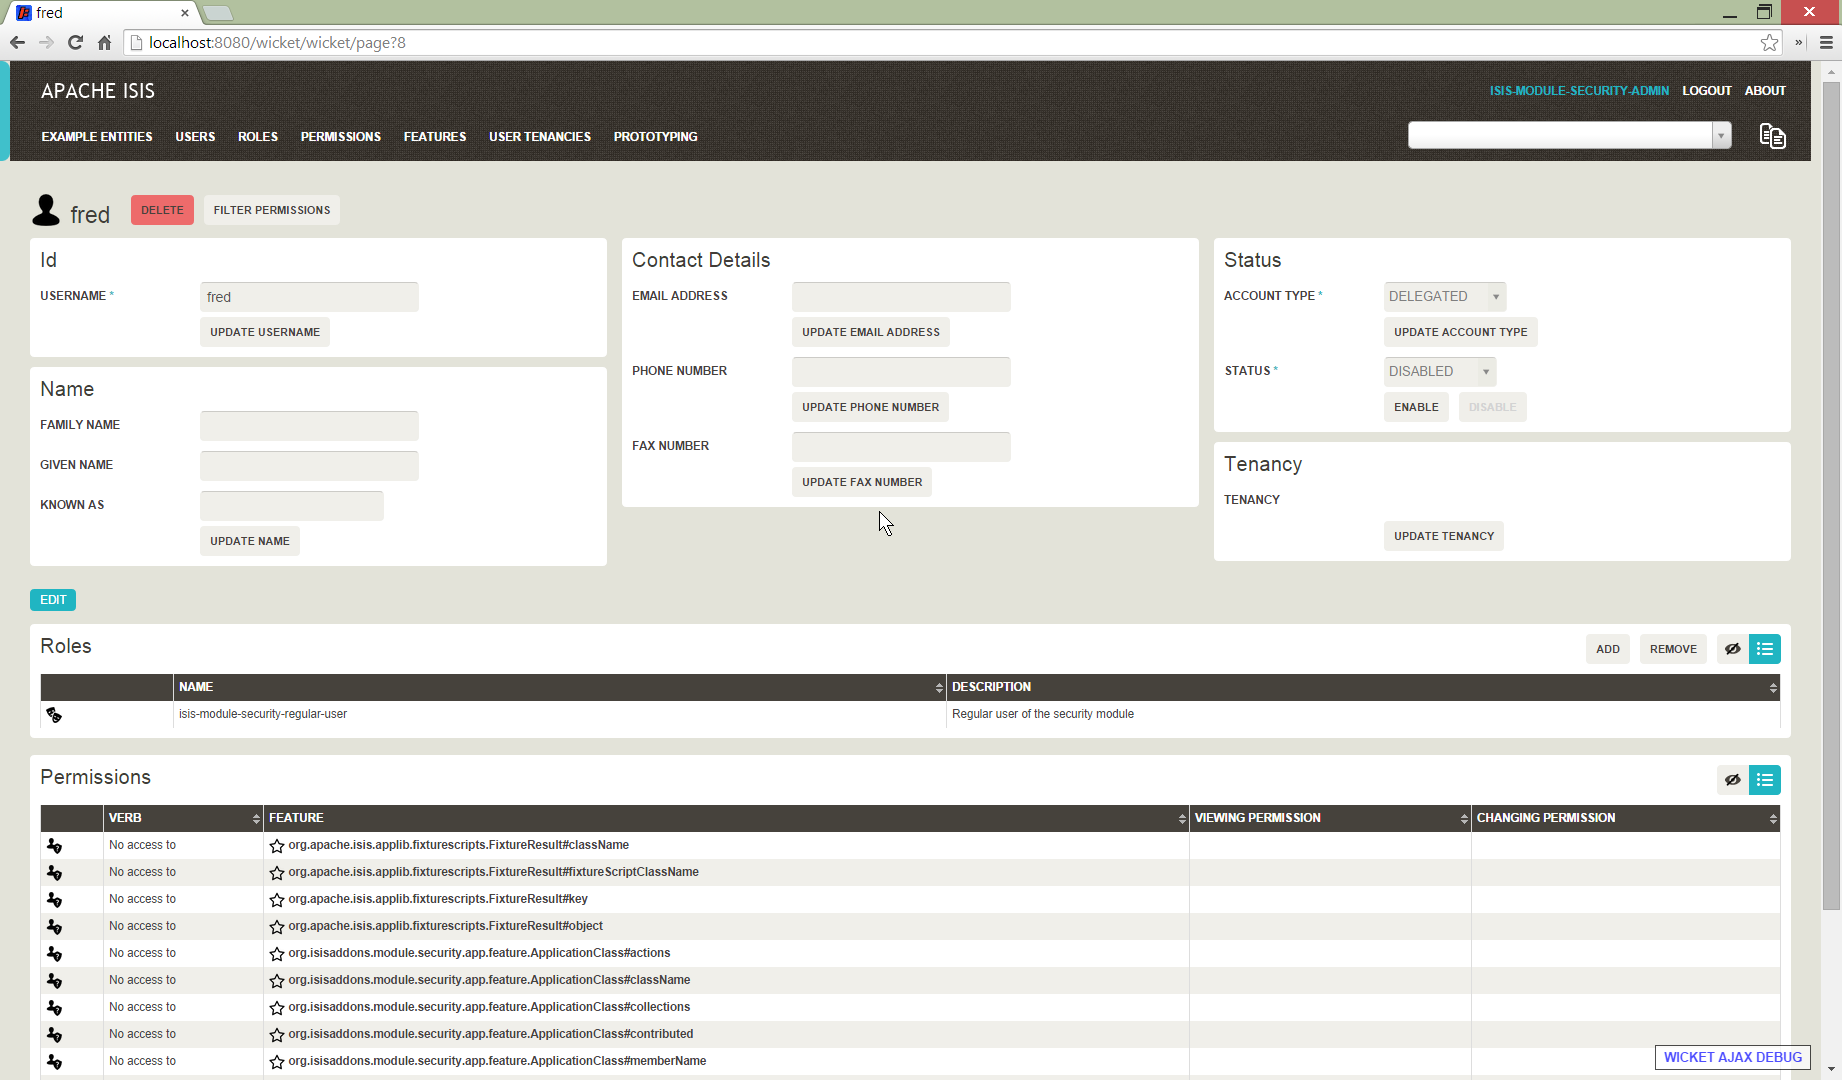 fred
localhost:8080/wicket/wicket/page?8
APACHE ISIS
ISIS-MODULE-SECURITY-ADMIN LOGOUT ABOUT
EXAMPLE ENTITIES USERS ROLES PERMISSIONS FEATURES USER TENANCIES PROTOTYPING
fred DELETE FILTER PERMISSIONS
Id
USERNAME * fred
UPDATE USERNAME
Name
FAMILY NAME
GIVEN NAME
KNOWN AS
UPDATE NAME
Contact Details
EMAIL ADDRESS
UPDATE EMAIL ADDRESS
PHONE NUMBER
UPDATE PHONE NUMBER
FAX NUMBER
UPDATE FAX NUMBER
Status
ACCOUNT TYPE * DELEGATED
UPDATE ACCOUNT TYPE
STATUS * DISABLED
ENABLE DISABLE
Tenancy
TENANCY
UPDATE TENANCY
EDIT
Roles ADD REMOVE
NAME DESCRIPTION
isis-module-security-regular-user Regular user of the security module
Permissions
VERB FEATURE VIEWING PERMISSION CHANGING PERMISSION
No access to org.apache.isis.applib.fixturescripts.FixtureResult#className
No access to org.apache.isis.applib.fixturescripts.FixtureResult#fixtureScriptClassName
No access to org.apache.isis.applib.fixturescripts.FixtureResult#key
No access to org.apache.isis.applib.fixturescripts.FixtureResult#object
No access to org.isisaddons.module.security.app.feature.ApplicationClass#actions
No access to org.isisaddons.module.security.app.feature.ApplicationClass#className
No access to org.isisaddons.module.security.app.feature.ApplicationClass#collections
No access to org.isisaddons.module.security.app.feature.ApplicationClass#contributed
No access to org.isisaddons.module.security.app.feature.ApplicationClass#memberName
WICKET AJAX DEBUG